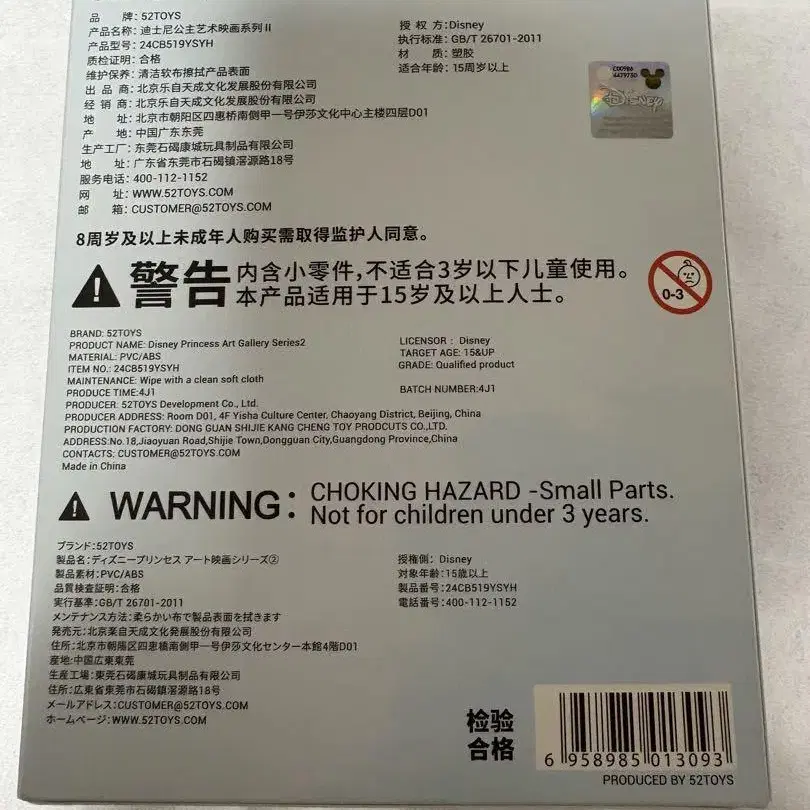 品　　牌：52TOYS
产品名称：迪士尼公主艺术映画系列Ⅱ
产品型号：24CB519YSYH
质检证明：合格
维护保养：清洁软布擦拭产品表面
出 品 商：北京乐自天成文化发展股份有限公司
经 销 商：北京乐自天成文化发展股份有限公司
地　　址：北京市朝阳区四惠桥南侧甲一号伊莎文化中心主楼四层D01
产　　地：中国广东东莞
生产工厂：东莞石碣康城玩具制品有限公司
地　　址：广东省东莞市石碣镇滘源路18号
服务电话：400-112-1152
网　　址：WWW.52TOYS.COM
邮　　箱：CUSTOMER@52TOYS.COM
授 权 方：Disney
执行标准：GB/T 26701-2011
材　　质：塑胶
适合年龄：15周岁以上
C00986
4479750
Disney
8周岁及以上未成年人购买需取得监护人同意。
警告
内含小零件，不适合3岁以下儿童使用。
本产品适用于15岁及以上人士。
0-3
BRAND: 52TOYS
PRODUCT NAME: Disney Princess Art Gallery Series2
MATERIAL: PVC/ABS
ITEM NO.: 24CB519YSYH
MAINTENANCE: Wipe with a clean soft cloth
PRODUCE TIME:4J1
PRODUCER: 52TOYS Development Co., Ltd.
PRODUCER ADDRESS: Room D01, 4F Yisha Culture Center, Chaoyang District, Beijing, China
PRODUCTION FACTORY: DONG GUAN SHIJIE KANG CHENG TOY PRODCUTS CO.,LTD.
ADDRESS:No.18,Jiaoyuan Road,Shijie Town,Dongguan City,Guangdong Province,China
CONTACTS: CUSTOMER@52TOYS.COM
Made in China
LICENSOR : Disney
TARGET AGE: 15&UP
GRADE: Qualified product
BATCH NUMBER:4J1
WARNING:
CHOKING HAZARD -Small Parts.
Not for children under 3 years.
ブランド:52TOYS
製品名:ディズニープリンセス アート映画シリーズ②
製品素材:PVC/ABS
品質検査証明:合格
実行基準:GB/T 26701-2011
メンテナンス方法:柔らかい布で製品表面を拭きます
発売元:北京楽自天成文化発展股份有限公司
住所:北京市朝陽区四恵橋南側甲一号伊莎文化センター本館4階D01
産地:中国広東東莞
生産工場:東莞石碣康城玩具制品有限公司
住所:広東省東莞市石碣鎮滘源路18号
メールアドレス:CUSTOMER@52TOYS.COM
ホームページ:WWW.52TOYS.COM
授権側: Disney
対象年齢:15歳以上
製品番号:24CB519YSYH
電話番号:400-112-1152
检验
合格
6 958985 013093
PRODUCED BY 52TOYS